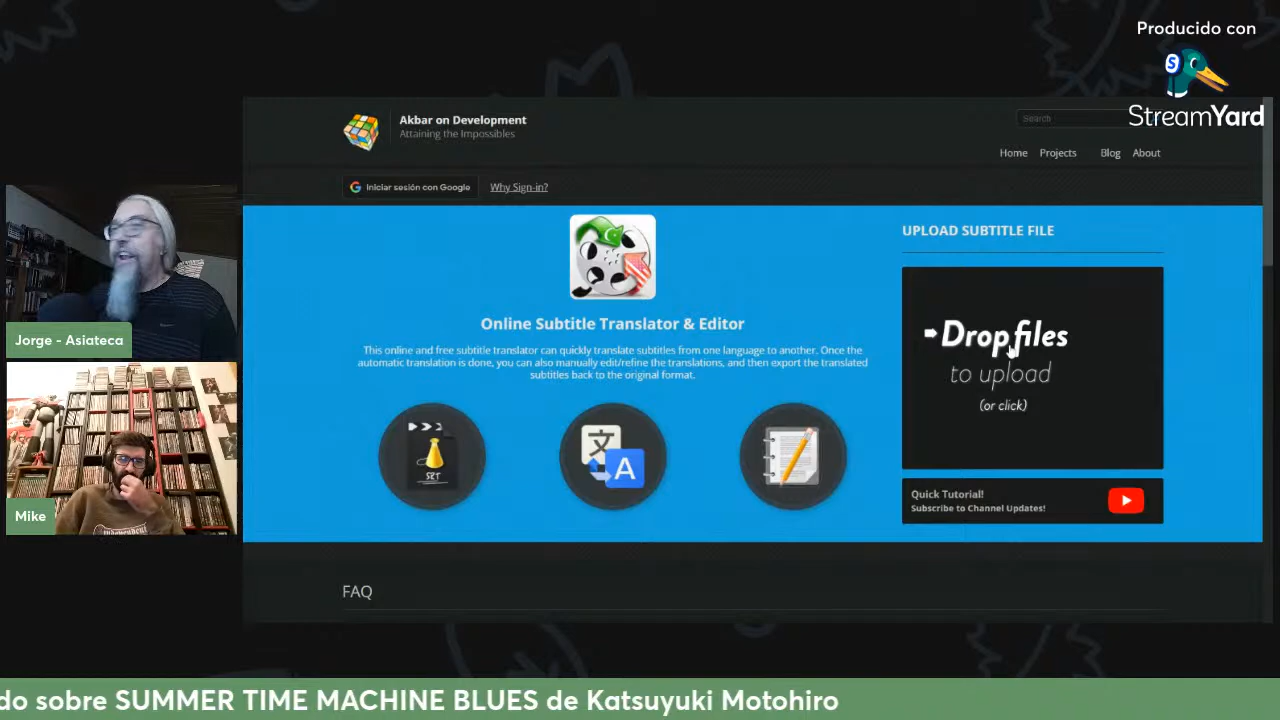 Producido con
StreamYard
Akbar on Development
Attaining the Impossibles
Search
Home Projects Blog About
Iniciar sesión con Google Why Sign-in?
UPLOAD SUBTITLE FILE
Drop files
to upload
(or click)
Online Subtitle Translator & Editor
This online and free subtitle translator can quickly translate subtitles from one language to another. Once the
automatic translation is done, you can also manually edit/refine the translations, and then export the translated
subtitles back to the original format.
SRT
文
A
Quick Tutorial!
Subscribe to Channel Updates!
FAQ
Jorge - Asiateca
Mike
do sobre SUMMER TIME MACHINE BLUES de Katsuyuki Motohiro